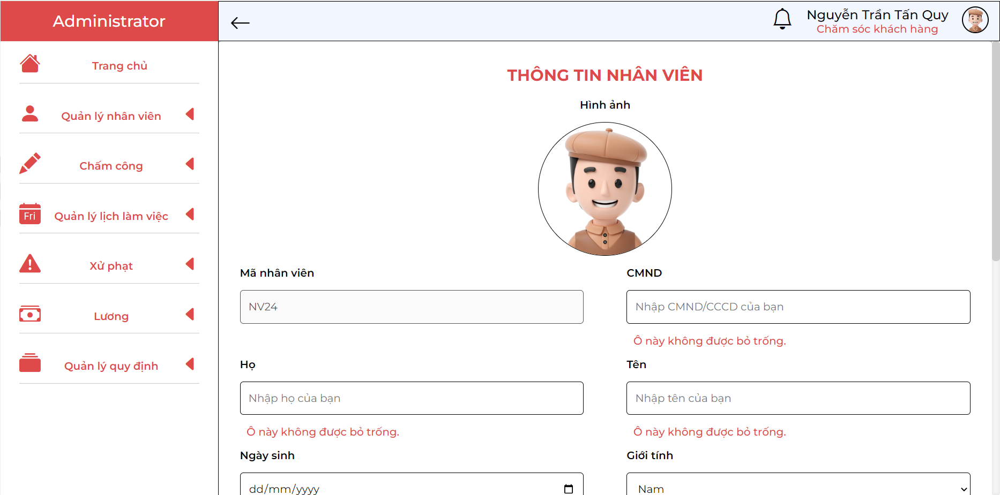 Administrator
Nguyễn Trần Tấn Quy
Chăm sóc khách hàng
Trang chủ
Quản lý nhân viên
Chấm công
Fri
Quản lý lịch làm việc
Xử phạt
Lương
Quản lý quy định
THÔNG TIN NHÂN VIÊN
Hình ảnh
Mã nhân viên
CMND
NV24
Nhập CMND/CCCD của bạn
Ô này không được bỏ trống.
Họ
Tên
Nhập họ của bạn
Nhập tên của bạn
Ô này không được bỏ trống.
Ô này không được bỏ trống.
Ngày sinh
Giới tính
dd/mm/yyyy
Nam